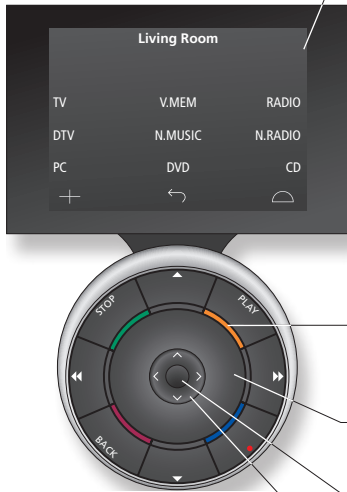 Living Room
TV V.MEM RADIO
DTV N.MUSIC N.RADIO
PC DVD CD
STOP PLAY
BACK